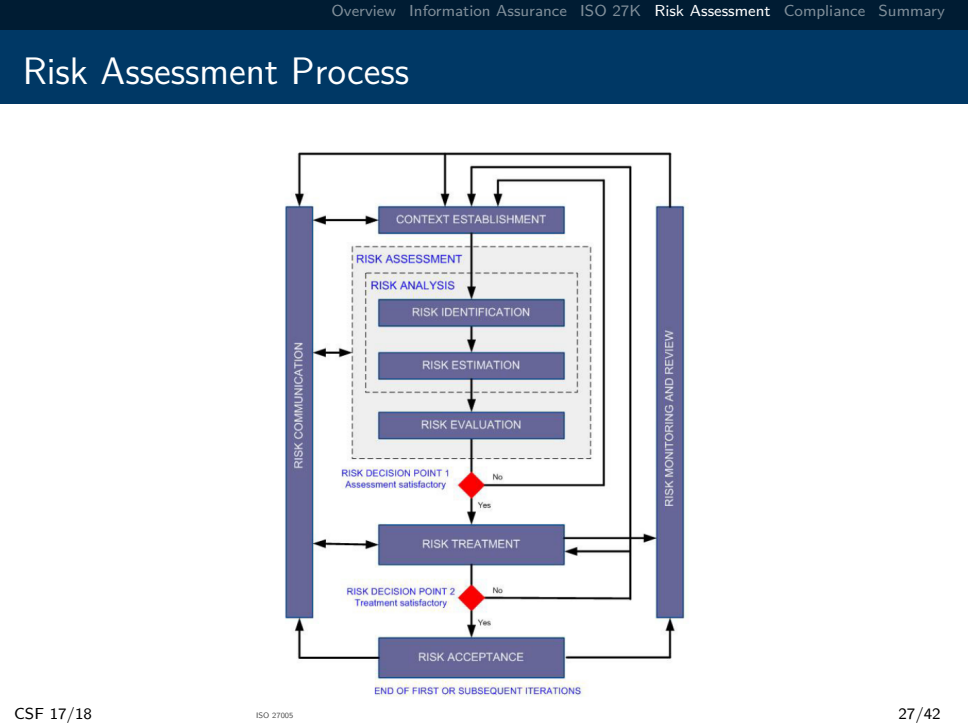 Overview Information Assurance ISO 27K Risk Assessment Compliance Summary
Risk Assessment Process
CONTEXT ESTABLISHMENT
RISK ASSESSMENT
RISK ANALYSIS
RISK IDENTIFICATION
RISK ESTIMATION
RISK EVALUATION
RISK COMMUNICATION
RISK MONITORING AND REVIEW
RISK DECISION POINT 1
Assessment satisfactory
No
Yes
RISK TREATMENT
RISK DECISION POINT 2
Treatment satisfactory
No
Yes
RISK ACCEPTANCE
END OF FIRST OR SUBSEQUENT ITERATIONS
CSF 17/18
ISO 27005
27/42